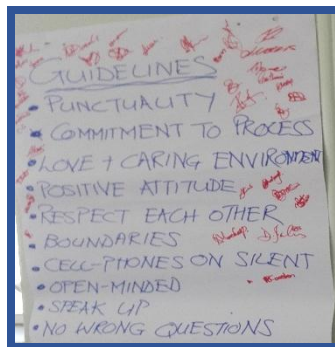 GUIDELINES
• PUNCTUALITY
• COMMITMENT TO PROCESS
• LOVE + CARING ENVIRONMENT
• POSITIVE ATTITUDE
• RESPECT EACH OTHER
• BOUNDARIES
• CELL-PHONES ON SILENT
• OPEN-MINDED
• SPEAK UP
• NO WRONG QUESTIONS